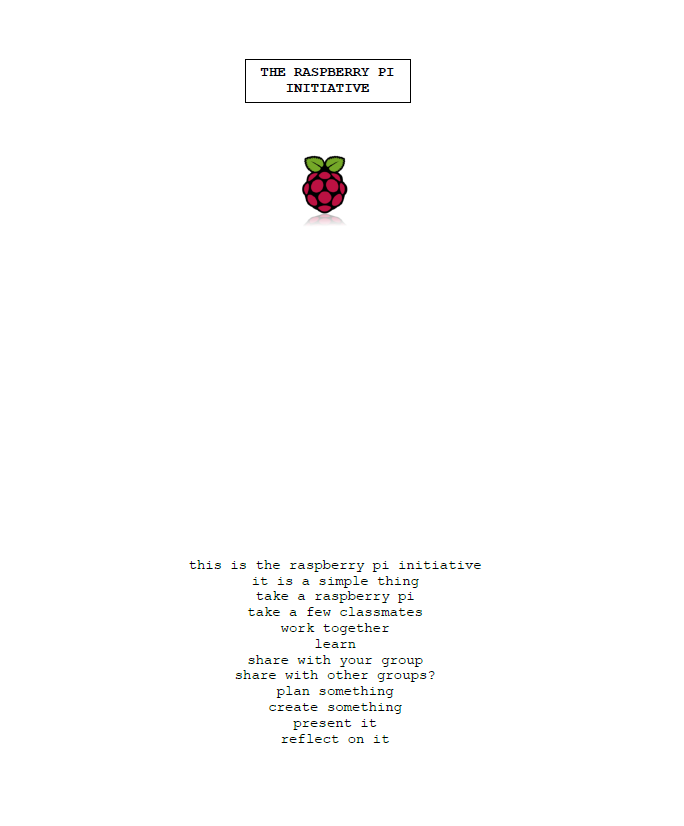 THE RASPBERRY PI
INITIATIVE
this is the raspberry pi initiative
it is a simple thing
take a raspberry pi
take a few classmates
work together
learn
share with your group
share with other groups?
plan something
create something
present it
reflect on it